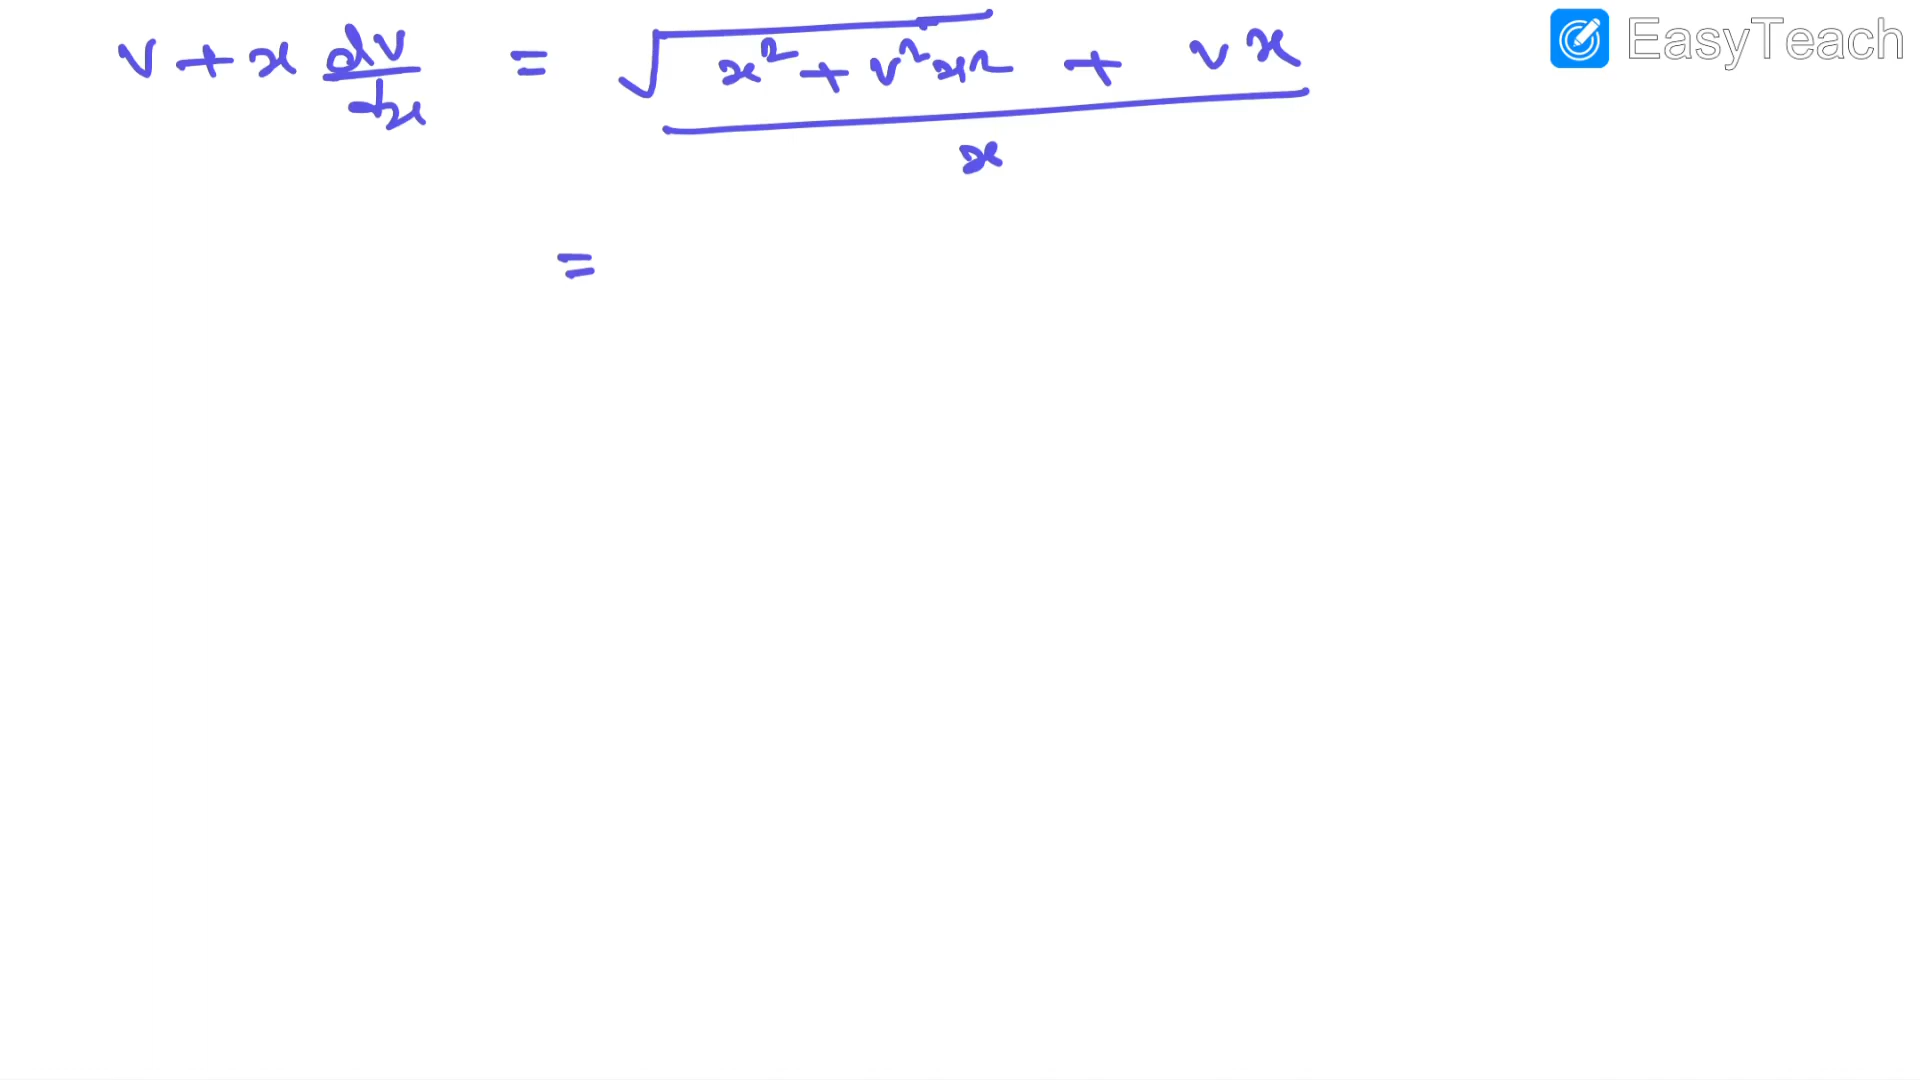 v + x dv/dx = √(x² + v²x²) + vx / x
=
EasyTeach